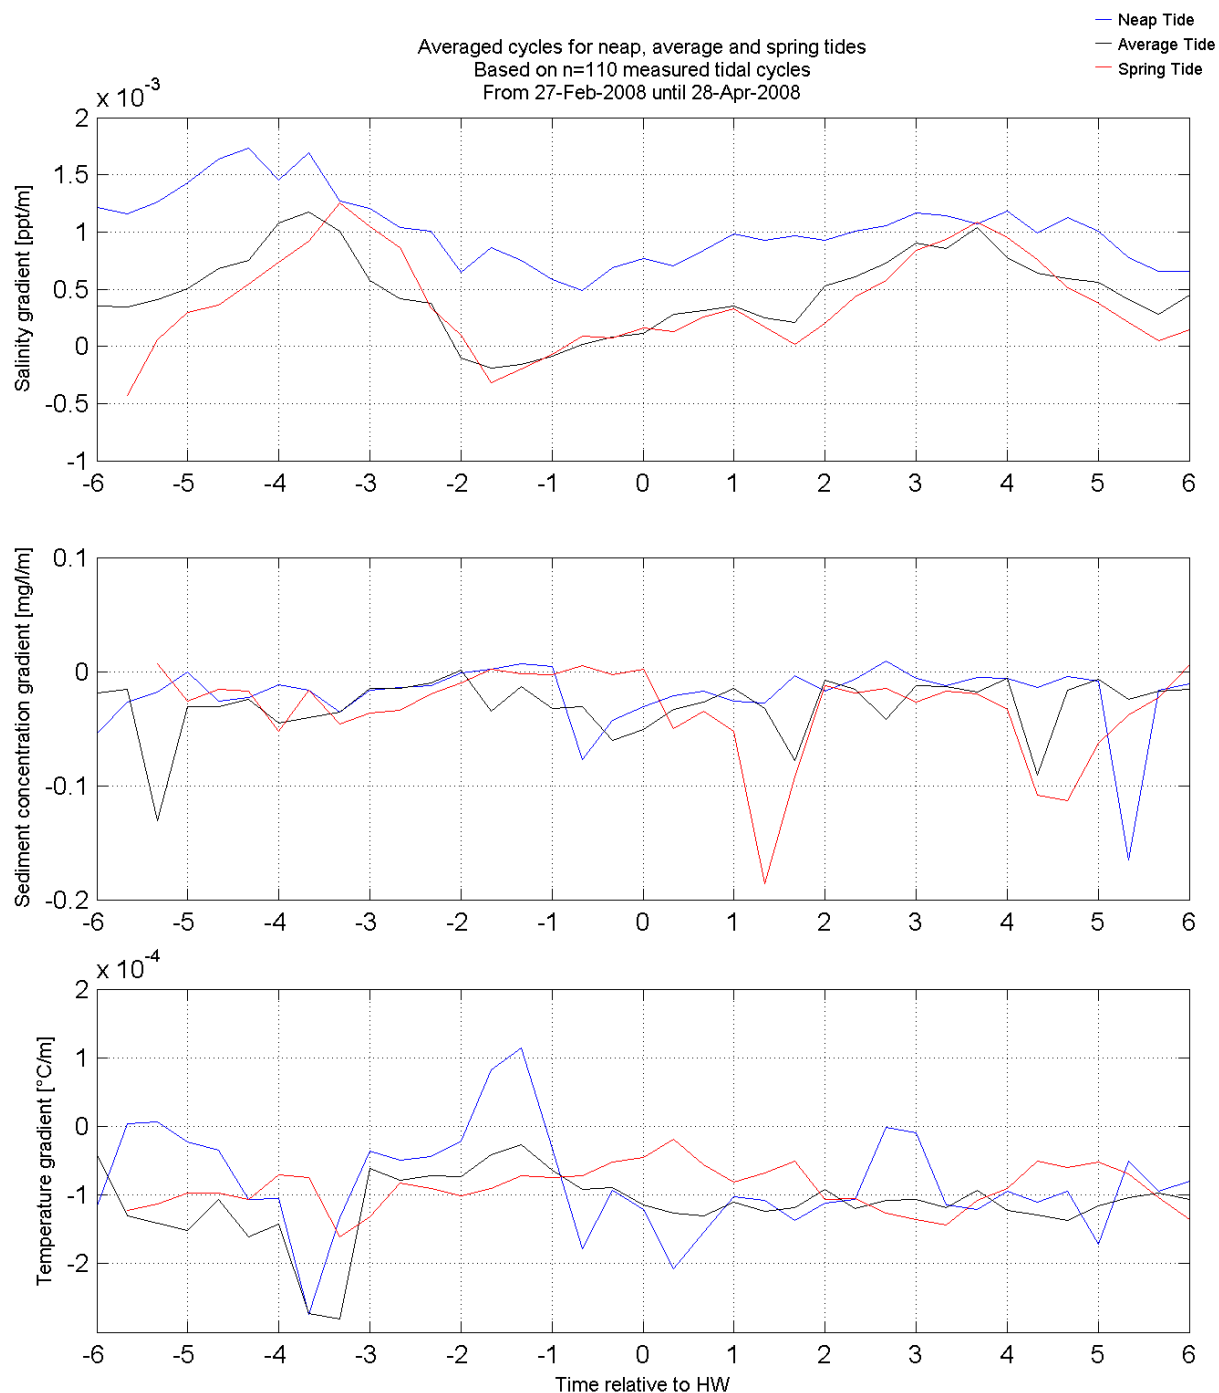 Neap Tide
Average Tide
Spring Tide
Averaged cycles for neap, average and spring tides
Based on n=110 measured tidal cycles
From 27-Feb-2008 until 28-Apr-2008
x 10^-3
2
1.5
1
0.5
0
-0.5
-1
Salinity gradient [ppt/m]
-6 -5 -4 -3 -2 -1 0 1 2 3 4 5 6
0.1
0
-0.1
-0.2
Sediment concentration gradient [mg/l/m]
-6 -5 -4 -3 -2 -1 0 1 2 3 4 5 6
x 10^-4
2
1
0
-1
-2
Temperature gradient [°C/m]
-6 -5 -4 -3 -2 -1 0 1 2 3 4 5 6
Time relative to HW